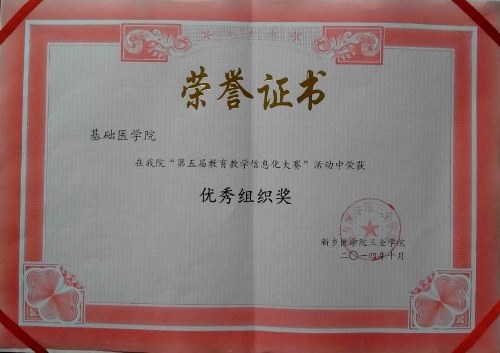 荣誉证书
基础医学院
在我院“第五届教育教学信息化大赛”活动中荣获
优秀组织奖
新乡医学院三全学院
二〇一四年十月